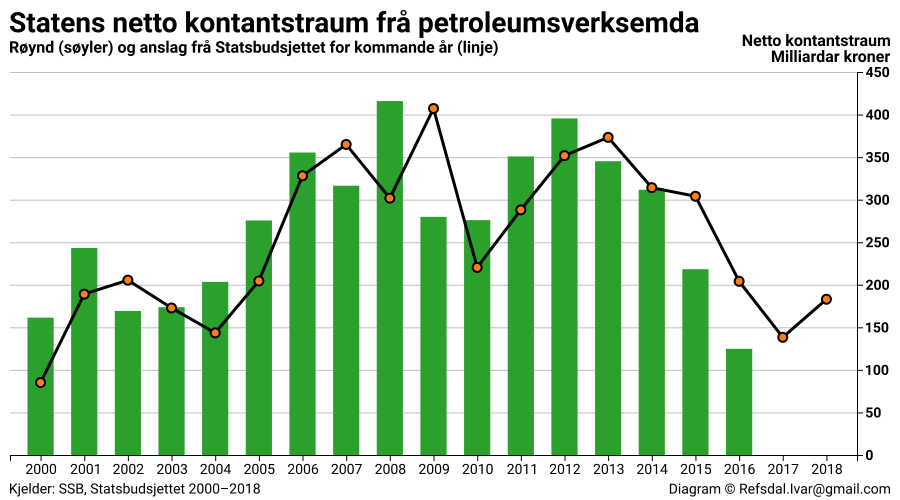 Statens netto kontantstraum frå petroleumsverksemda
Røynd (søyler) og anslag frå Statsbudsjettet for kommande år (linje)
Netto kontantstraum
Milliardar kroner
450
400
350
300
250
200
150
100
50
0
2000 2001 2002 2003 2004 2005 2006 2007 2008 2009 2010 2011 2012 2013 2014 2015 2016 2017 2018
Kjelder: SSB, Statsbudsjettet 2000–2018
Diagram © Refsdal.Ivar@gmail.com